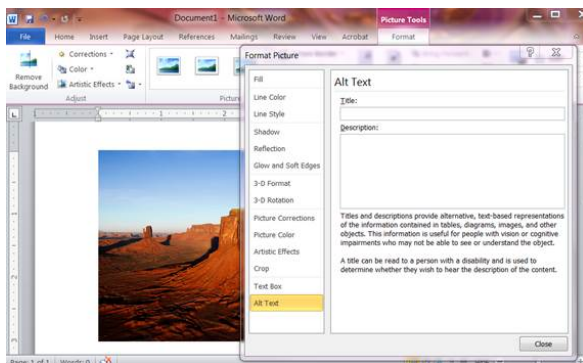 Document1 - Microsoft Word
Picture Tools
File Home Insert Page Layout References Mailings Review View Acrobat Format
Corrections
Color
Artistic Effects
Remove
Background
Adjust
Picture
Format Picture
Fill
Line Color
Line Style
Shadow
Reflection
Glow and Soft Edges
3-D Format
3-D Rotation
Picture Corrections
Picture Color
Artistic Effects
Crop
Text Box
Alt Text
Alt Text
Title:
Description:
Titles and descriptions provide alternative, text-based representations
of the information contained in tables, diagrams, images, and other
objects. This information is useful for people with vision or cognitive
impairments who may not be able to see or understand the object.
A title can be read to a person with a disability and is used to
determine whether they wish to hear the description of the content.
Close
Page: 1 of 1 Words: 0